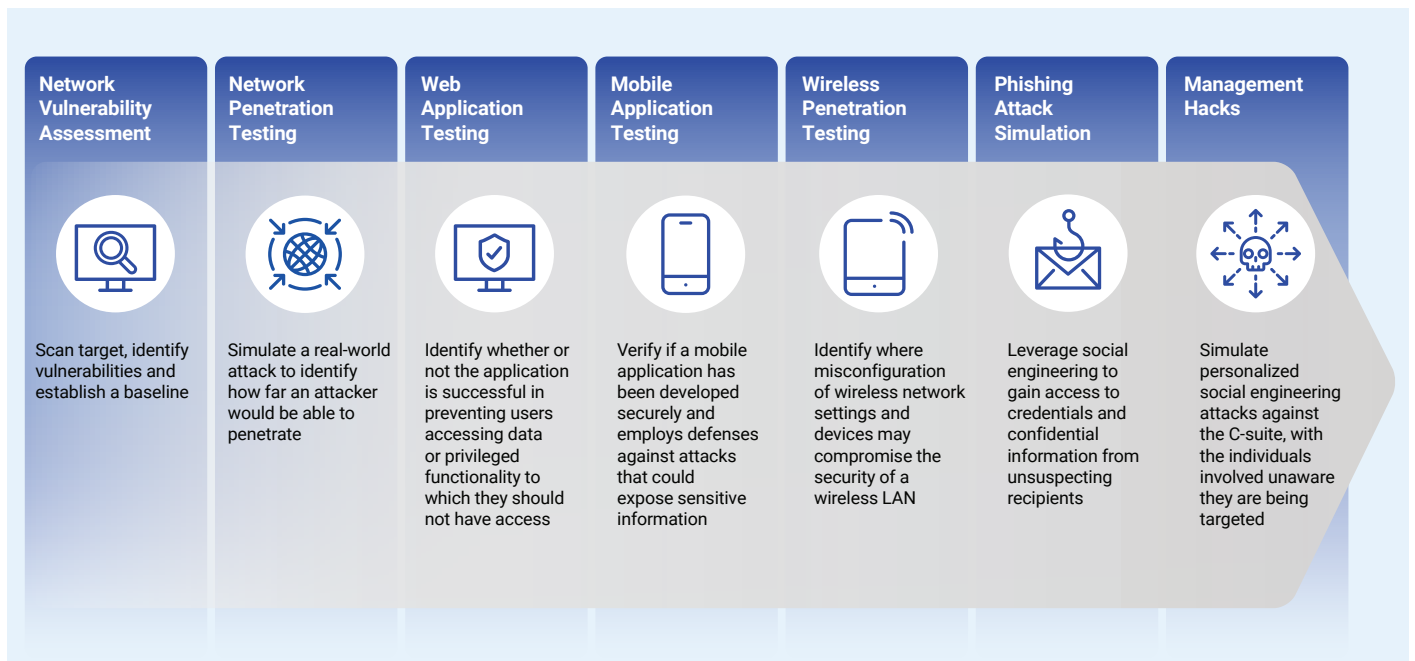 Network
Vulnerability
Assessment
Network
Penetration
Testing
Web
Application
Testing
Mobile
Application
Testing
Wireless
Penetration
Testing
Phishing
Attack
Simulation
Management
Hacks
Scan target, identify
vulnerabilities and
establish a baseline
Simulate a real-world
attack to identify
how far an attacker
would be able to
penetrate
Identify whether or
not the application
is successful in
preventing users
accessing data
or privileged
functionality to
which they should
not have access
Verify if a mobile
application has
been developed
securely and
employs defenses
against attacks
that could
expose sensitive
information
Identify where
misconfiguration
of wireless network
settings and
devices may
compromise the
security of a
wireless LAN
Leverage social
engineering to
gain access to
credentials and
confidential
information from
unsuspecting
recipients
Simulate
personalized
social engineering
attacks against
the C-suite, with
the individuals
involved unaware
they are being
targeted